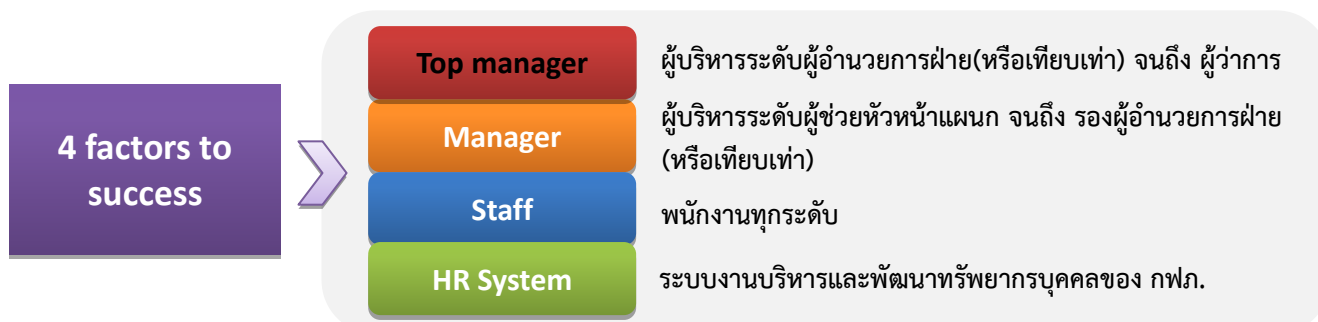 4 factors to
success
Top manager
ผู้บริหารระดับผู้อำนวยการฝ่าย(หรือเทียบเท่า) จนถึง ผู้ว่าการ
Manager
ผู้บริหารระดับผู้ช่วยหัวหน้าแผนก จนถึง รองผู้อำนวยการฝ่าย
(หรือเทียบเท่า)
Staff
พนักงานทุกระดับ
HR System
ระบบงานบริหารและพัฒนาทรัพยากรบุคคลของ กฟภ.